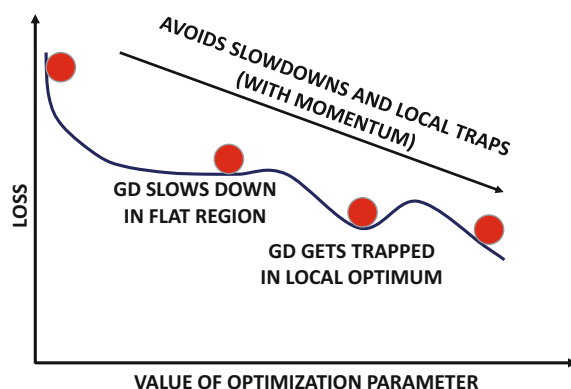 AVOIDS SLOWDOWNS AND LOCAL TRAPS
(WITH MOMENTUM)
GD SLOWS DOWN
IN FLAT REGION
GD GETS TRAPPED
IN LOCAL OPTIMUM
LOSS
VALUE OF OPTIMIZATION PARAMETER